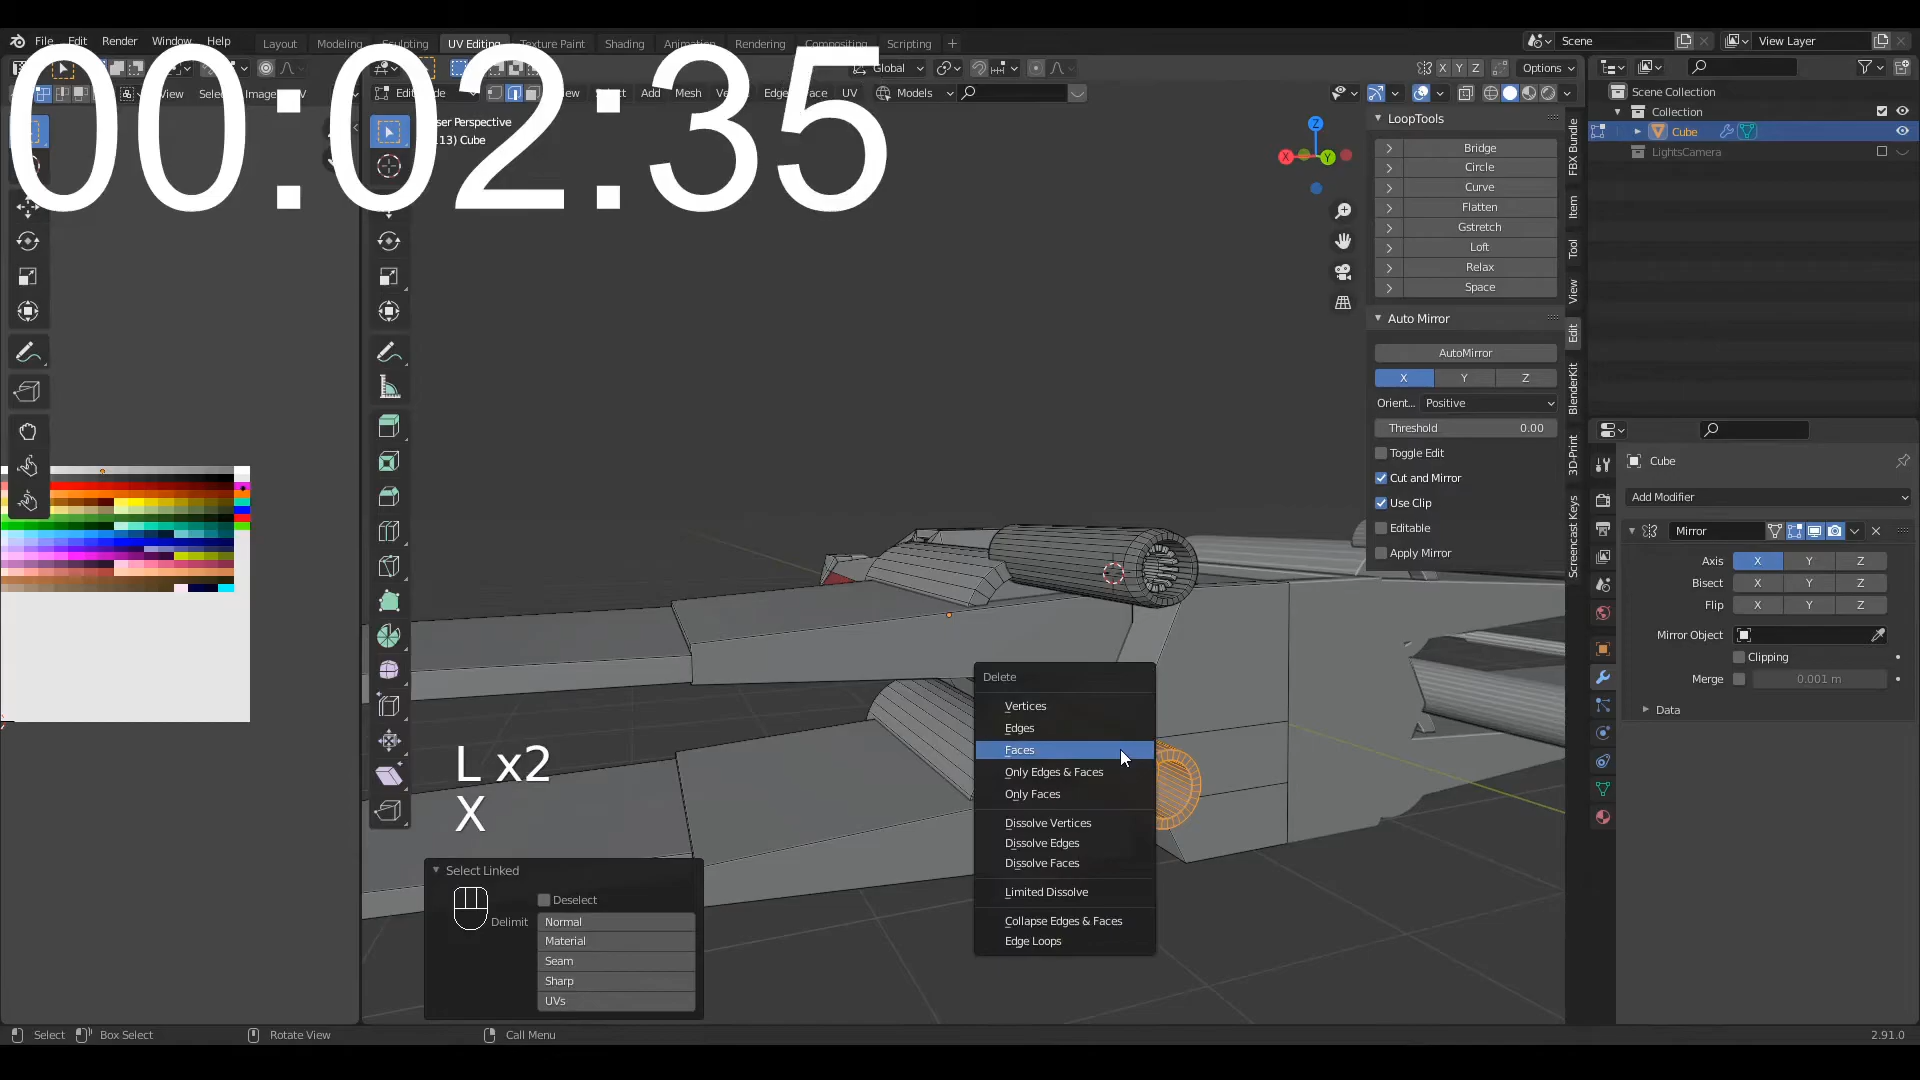 File Edit Render Window Help Layout Modeling Sculpting UV Editing Texture Paint Shading Animation Rendering Compositing Scripting +
Scene
View Layer
00:02:35
Global
X Y Z
Options
View
Image
Add Mesh
Edge
Face
UV
Models
User Perspective
Cube
LoopTools
Bridge
Circle
Curve
Flatten
Gstretch
Loft
Relax
Space
Auto Mirror
AutoMirror
X Y Z
Orient... Positive
Threshold 0.00
Toggle Edit
Cut and Mirror
Use Clip
Editable
Apply Mirror
FBX Bundle
Item
Tool
View
Edit
BlenderKit
3D-Print
Screencast Keys
Scene Collection
Collection
Cube
LightsCamera
Cube
Add Modifier
Mirror
Axis X Y Z
Bisect X Y Z
Flip X Y Z
Mirror Object
Clipping
Merge 0.001 m
Data
Delete
Vertices
Edges
Faces
Only Edges & Faces
Only Faces
Dissolve Vertices
Dissolve Edges
Dissolve Faces
Limited Dissolve
Collapse Edges & Faces
Edge Loops
L x2
X
Select Linked
Deselect
Delimit Normal
Material
Seam
Sharp
UVs
Select Box Select Rotate View Call Menu 2.91.0